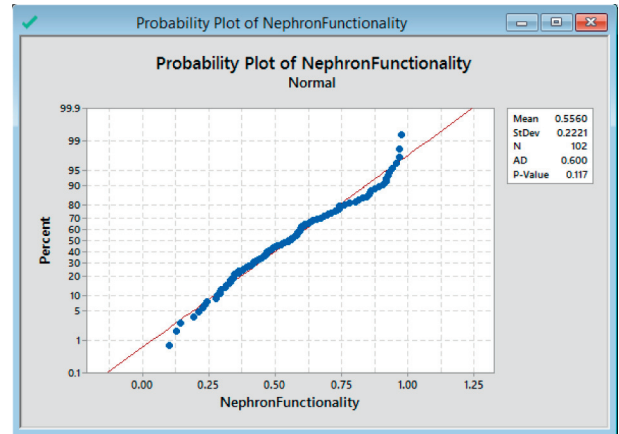 Probability Plot of NephronFunctionality
Probability Plot of NephronFunctionality
Normal
99.9
99
95
90
80
70
60
50
40
30
20
10
5
1
0.1
Percent
0.00 0.25 0.50 0.75 1.00 1.25
NephronFunctionality
Mean 0.5560
StDev 0.2221
N 102
AD 0.600
P-Value 0.117